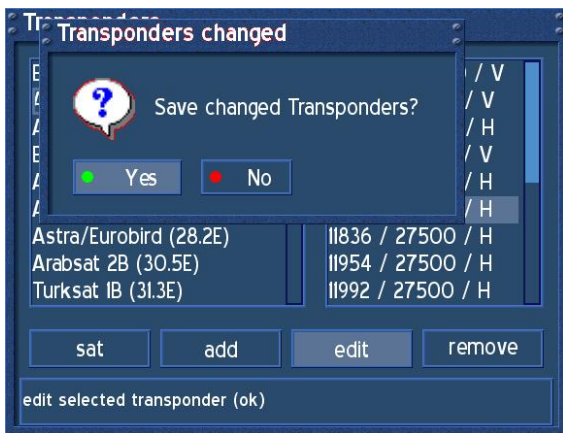 Transponders changed
Save changed Transponders?
Yes No
/ V
/ V
/ H
/ V
/ H
/ H
Astra/Eurobird (28.2E) 11836 / 27500 / H
Arabsat 2B (30.5E) 11954 / 27500 / H
Turksat 1B (31.3E) 11992 / 27500 / H
sat add edit remove
edit selected transponder (ok)